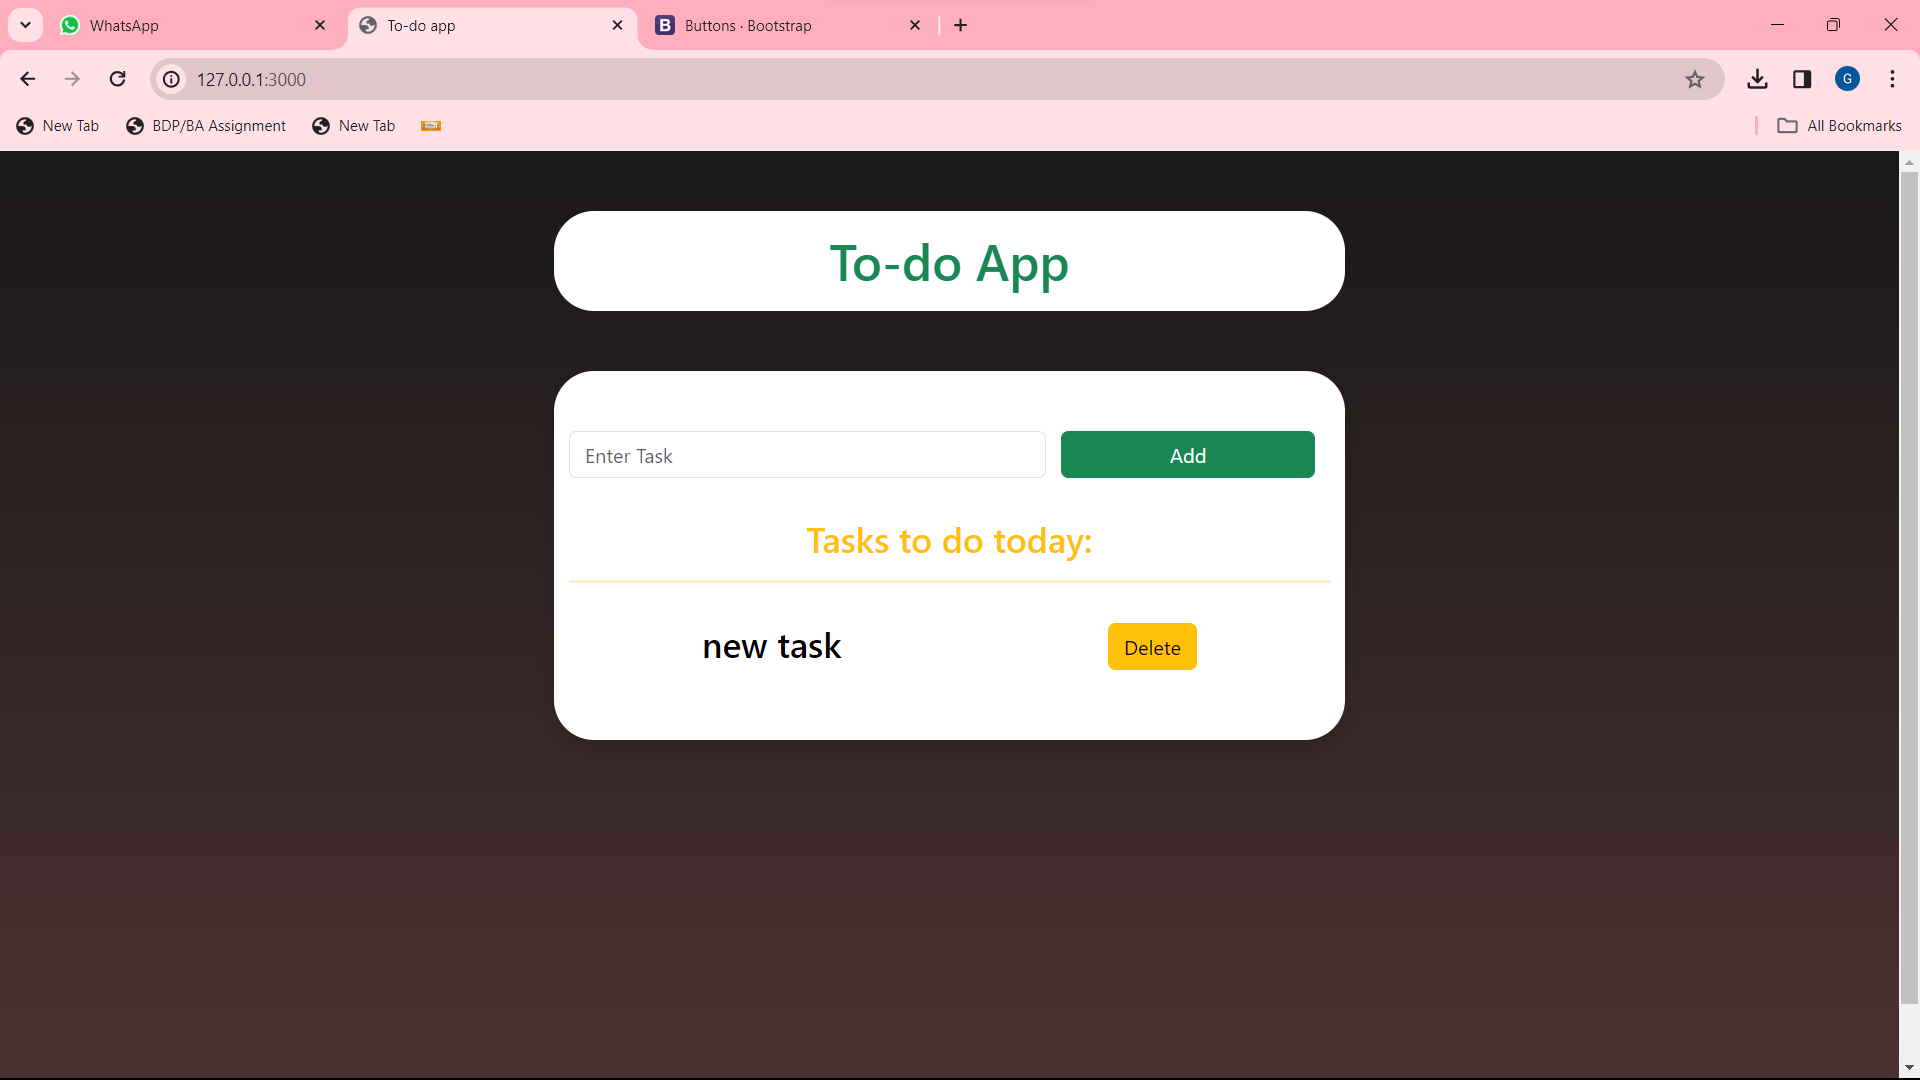 WhatsApp
To-do app
Buttons · Bootstrap
127.0.0.1:3000
G
New Tab
BDP/BA Assignment
New Tab
All Bookmarks
To-do App
Enter Task
Add
Tasks to do today:
new task
Delete